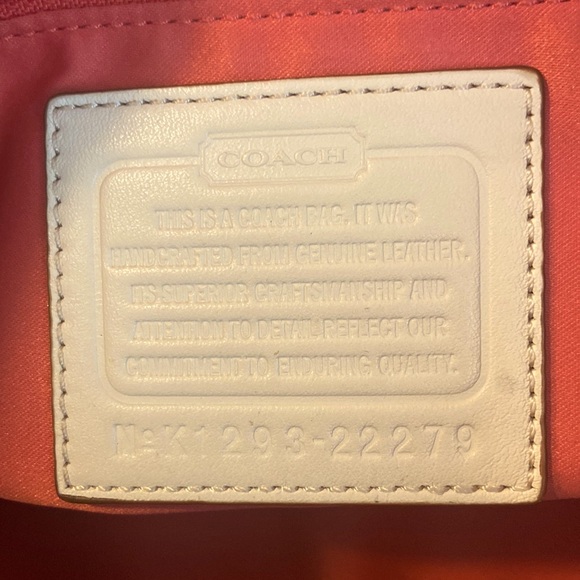 COACH
THIS IS A COACH BAG. IT WAS
HANDCRAFTED FROM GENUINE LEATHER.
ITS SUPERIOR CRAFTSMANSHIP AND
ATTENTION TO DETAIL REFLECT OUR
COMMITMENT TO ENDURING QUALITY.
No K1293-22279